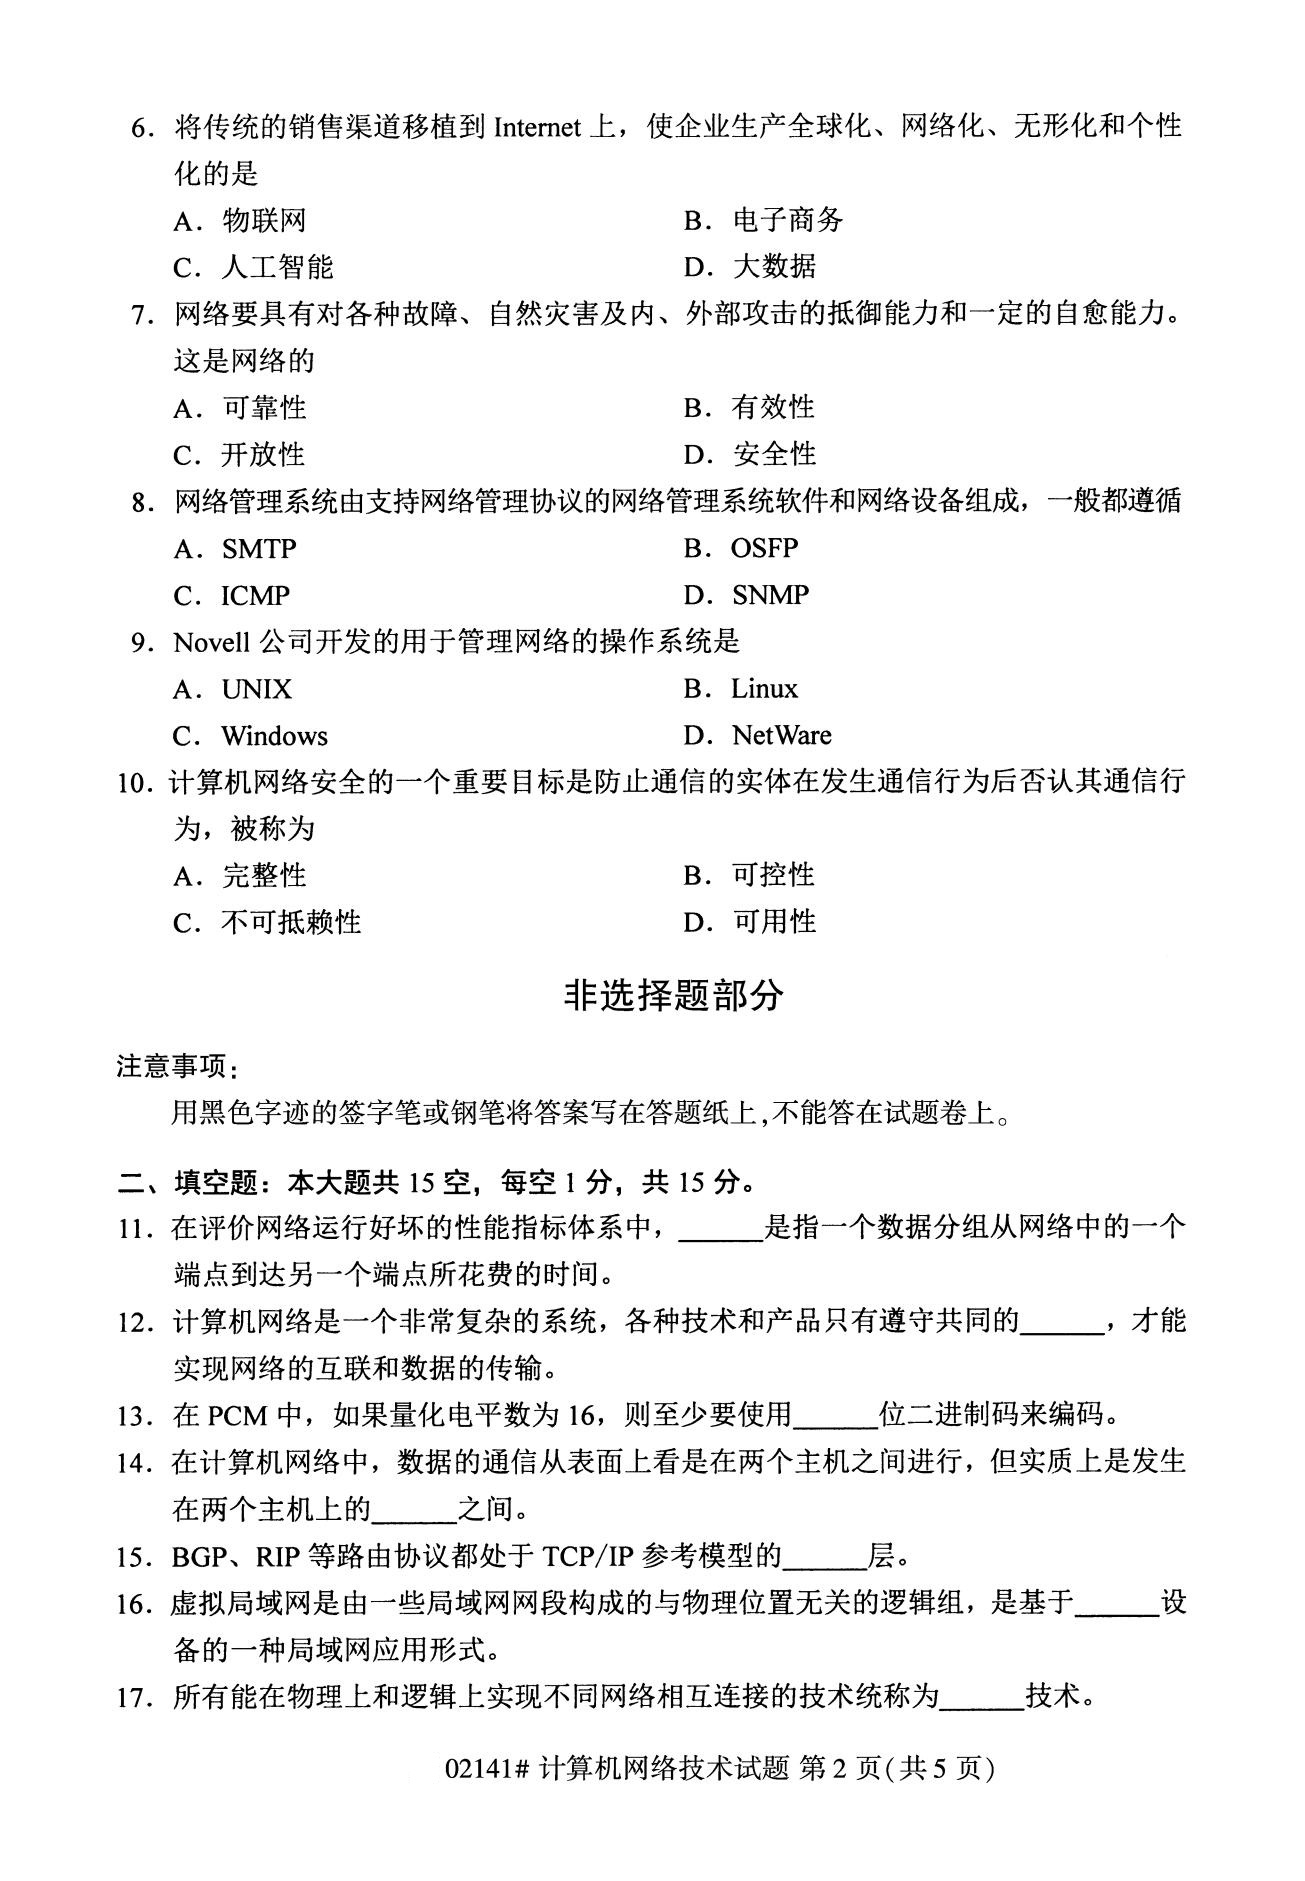 6．将传统的销售渠道移植到 Internet 上，使企业生产全球化、网络化、无形化和个性
化的是
A．物联网 B．电子商务
C．人工智能 D．大数据
7．网络要具有对各种故障、自然灾害及内、外部攻击的抵御能力和一定的自愈能力。
这是网络的
A．可靠性 B．有效性
C．开放性 D．安全性
8．网络管理系统由支持网络管理协议的网络管理系统软件和网络设备组成，一般都遵循
A．SMTP B．OSFP
C．ICMP D．SNMP
9．Novell 公司开发的用于管理网络的操作系统是
A．UNIX B．Linux
C．Windows D．NetWare
10．计算机网络安全的一个重要目标是防止通信的实体在发生通信行为后否认其通信行
为，被称为
A．完整性 B．可控性
C．不可抵赖性 D．可用性
非选择题部分
注意事项：
用黑色字迹的签字笔或钢笔将答案写在答题纸上,不能答在试题卷上。
二、填空题：本大题共 15 空，每空 1 分，共 15 分。
11．在评价网络运行好坏的性能指标体系中，______是指一个数据分组从网络中的一个
端点到达另一个端点所花费的时间。
12．计算机网络是一个非常复杂的系统，各种技术和产品只有遵守共同的______，才能
实现网络的互联和数据的传输。
13．在 PCM 中，如果量化电平数为 16，则至少要使用______位二进制码来编码。
14．在计算机网络中，数据的通信从表面上看是在两个主机之间进行，但实质上是发生
在两个主机上的______之间。
15．BGP、RIP 等路由协议都处于 TCP/IP 参考模型的______层。
16．虚拟局域网是由一些局域网网段构成的与物理位置无关的逻辑组，是基于______设
备的一种局域网应用形式。
17．所有能在物理上和逻辑上实现不同网络相互连接的技术统称为______技术。
02141# 计算机网络技术试题 第 2 页(共 5 页)